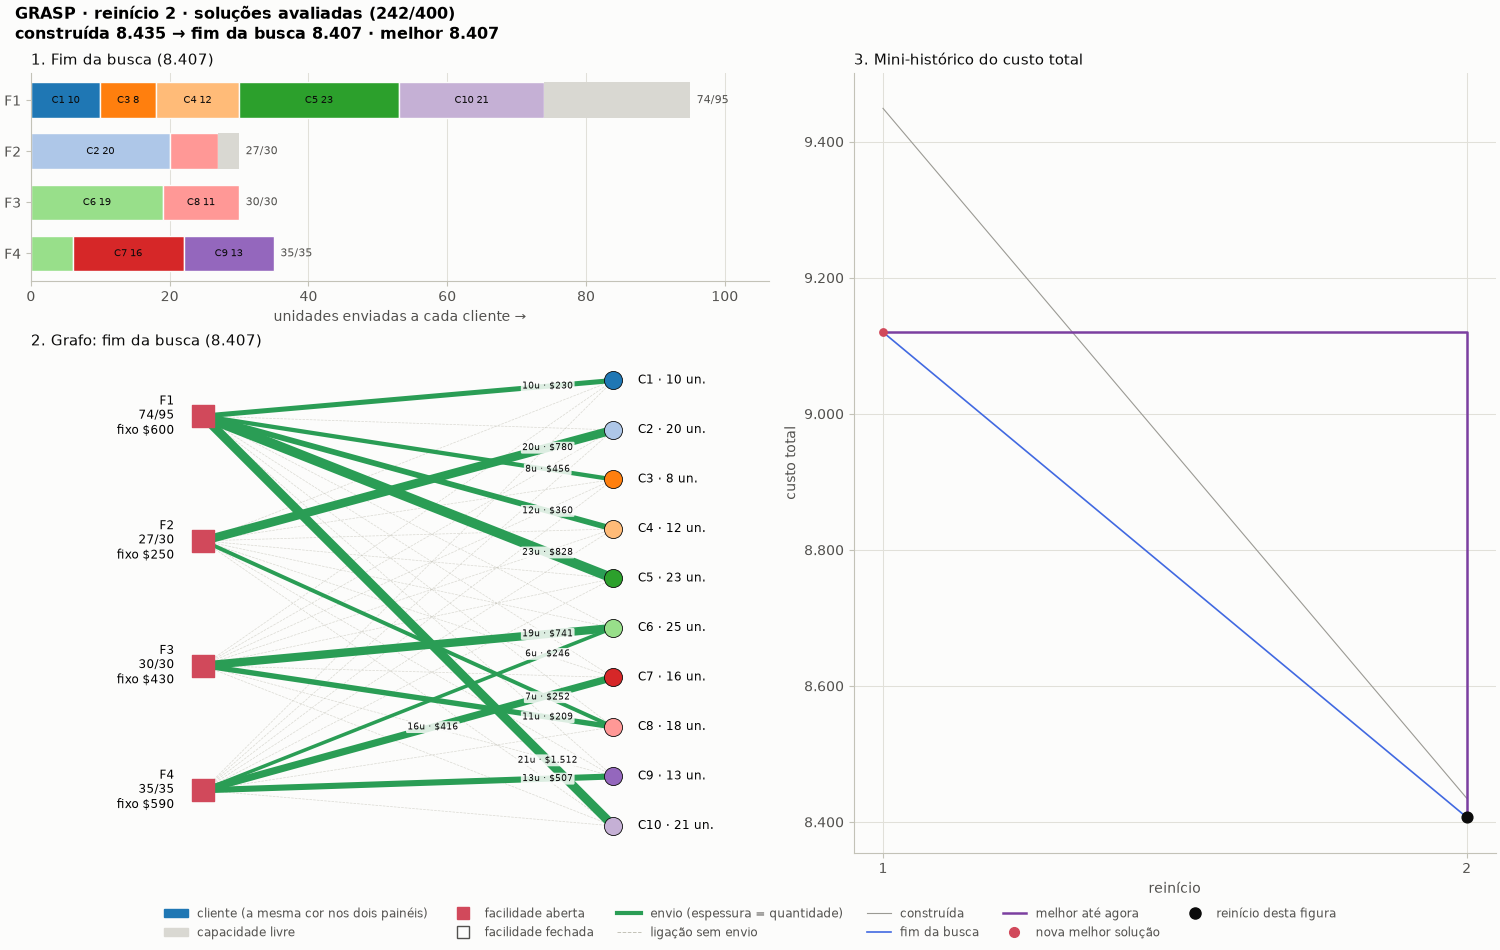 GRASP · reinício 2 · soluções avaliadas (242/400)
construída 8.435 → fim da busca 8.407 · melhor 8.407
1. Fim da busca (8.407)
F1
C1 10
C3 8
C4 12
C5 23
C10 21
74/95
F2
C2 20
27/30
F3
C6 19
C8 11
30/30
F4
C7 16
C9 13
35/35
0
20
40
60
80
100
unidades enviadas a cada cliente →
2. Grafo: fim da busca (8.407)
F1
74/95
fixo $600
F2
27/30
fixo $250
F3
30/30
fixo $430
F4
35/35
fixo $590
10u · $230
20u · $780
8u · $456
12u · $360
23u · $828
19u · $741
6u · $246
7u · $252
11u · $209
16u · $416
21u · $1.512
13u · $507
C1 · 10 un.
C2 · 20 un.
C3 · 8 un.
C4 · 12 un.
C5 · 23 un.
C6 · 25 un.
C7 · 16 un.
C8 · 18 un.
C9 · 13 un.
C10 · 21 un.
3. Mini-histórico do custo total
9.400
9.200
9.000
8.800
8.600
8.400
custo total
1
2
reinício
cliente (a mesma cor nos dois painéis)
capacidade livre
facilidade aberta
facilidade fechada
envio (espessura = quantidade)
ligação sem envio
construída
fim da busca
melhor até agora
nova melhor solução
reinício desta figura